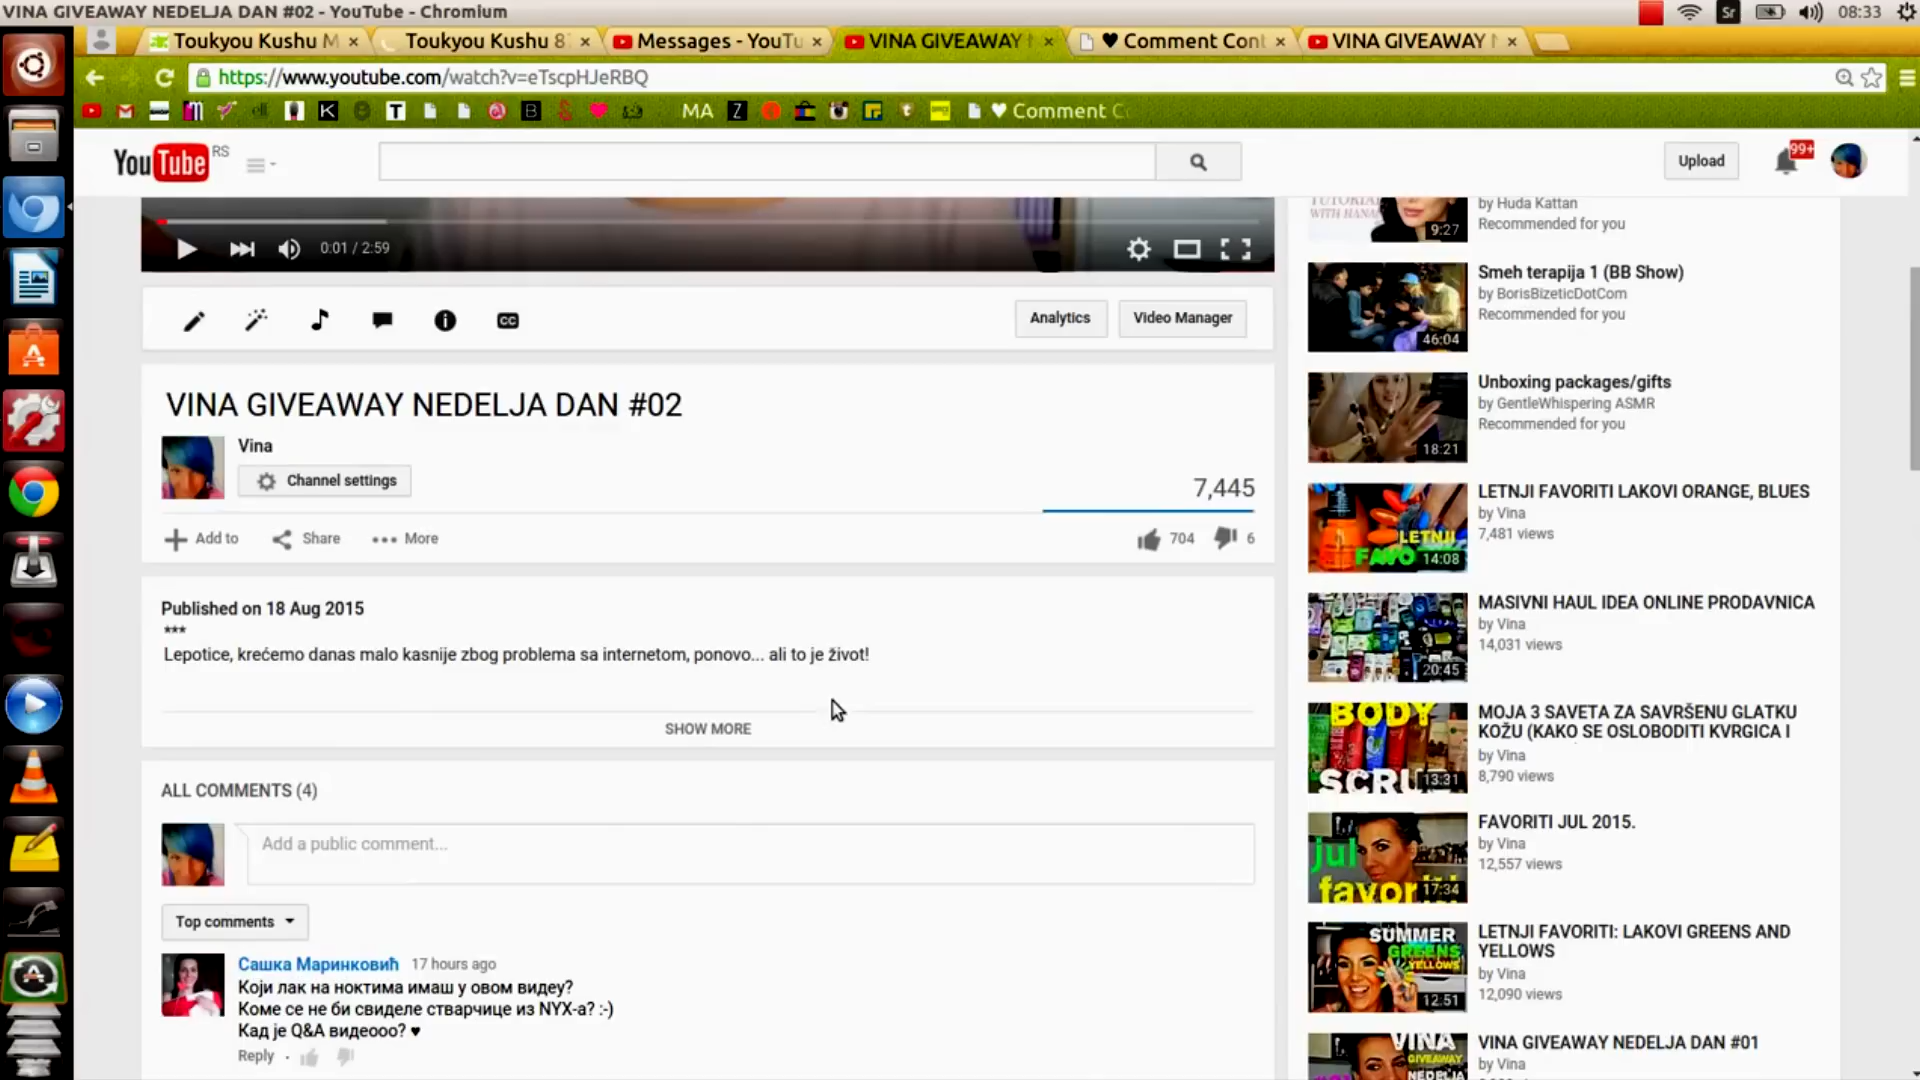 VINA GIVEAWAY NEDELJA DAN #02 - YouTube - Chromium
Sr
08:33
Toukyou Kushu M
Toukyou Kushu 8
Messages - YouTu
VINA GIVEAWAY
♥ Comment Cont
VINA GIVEAWAY
https://www.youtube.com/watch?v=eTscpHJeRBQ
MA
♥ Comment C
YouTube RS
Upload
99+
0:01 / 2:59
Analytics
Video Manager
VINA GIVEAWAY NEDELJA DAN #02
Vina
Channel settings
7,445
Add to
Share
More
704
6
Published on 18 Aug 2015
***
Lepotice, krećemo danas malo kasnije zbog problema sa internetom, ponovo... ali to je život!
SHOW MORE
ALL COMMENTS (4)
Add a public comment...
Top comments
Сашка Маринковић 17 hours ago
Који лак на ноктима имаш у овом видеу?
Коме се не би свиделе стварчице из NYX-а? :-)
Кад је Q&A видеооо? ♥
Reply
TUTORIAL
WITH HANA
9:27
by Huda Kattan
Recommended for you
46:04
Smeh terapija 1 (BB Show)
by BorisBizeticDotCom
Recommended for you
18:21
Unboxing packages/gifts
by GentleWhispering ASMR
Recommended for you
LETNJI
FAVO
14:08
LETNJI FAVORITI LAKOVI ORANGE, BLUES
by Vina
7,481 views
20:45
MASIVNI HAUL IDEA ONLINE PRODAVNICA
by Vina
14,031 views
BODY
SCRUB
13:31
MOJA 3 SAVETA ZA SAVRŠENU GLATKU
KOŽU (KAKO SE OSLOBODITI KVRGICA I
by Vina
8,790 views
jul
favori
17:34
FAVORITI JUL 2015.
by Vina
12,557 views
SUMMER
GREENS
YELLOWS
12:51
LETNJI FAVORITI: LAKOVI GREENS AND
YELLOWS
by Vina
12,090 views
VINA
GIVEAWAY
NEDELJA
VINA GIVEAWAY NEDELJA DAN #01
by Vina